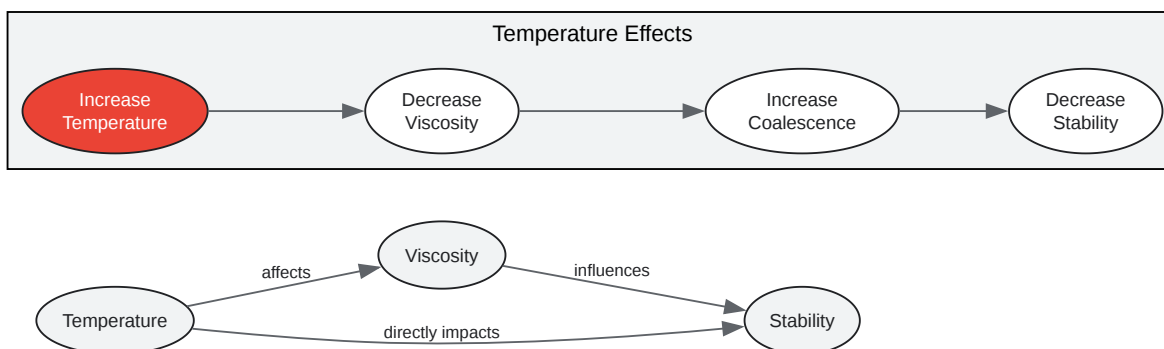 Temperature Effects
Increase
Temperature
Decrease
Viscosity
Increase
Coalescence
Decrease
Stability
Viscosity
affects
influences
Temperature
directly impacts
Stability